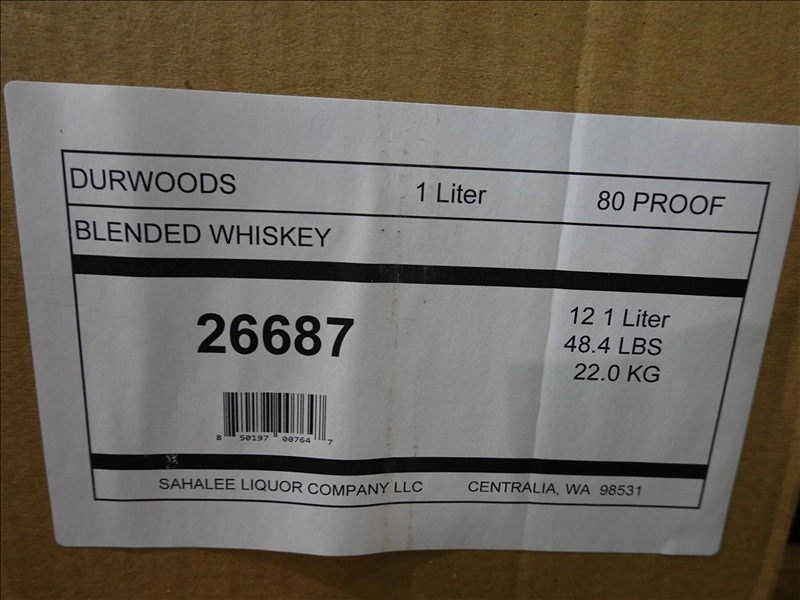 DURWOODS 1 Liter 80 PROOF
BLENDED WHISKEY
26687
12 1 Liter
48.4 LBS
22.0 KG
8 50197 00764 7
SAHALEE LIQUOR COMPANY LLC CENTRALIA, WA 98531